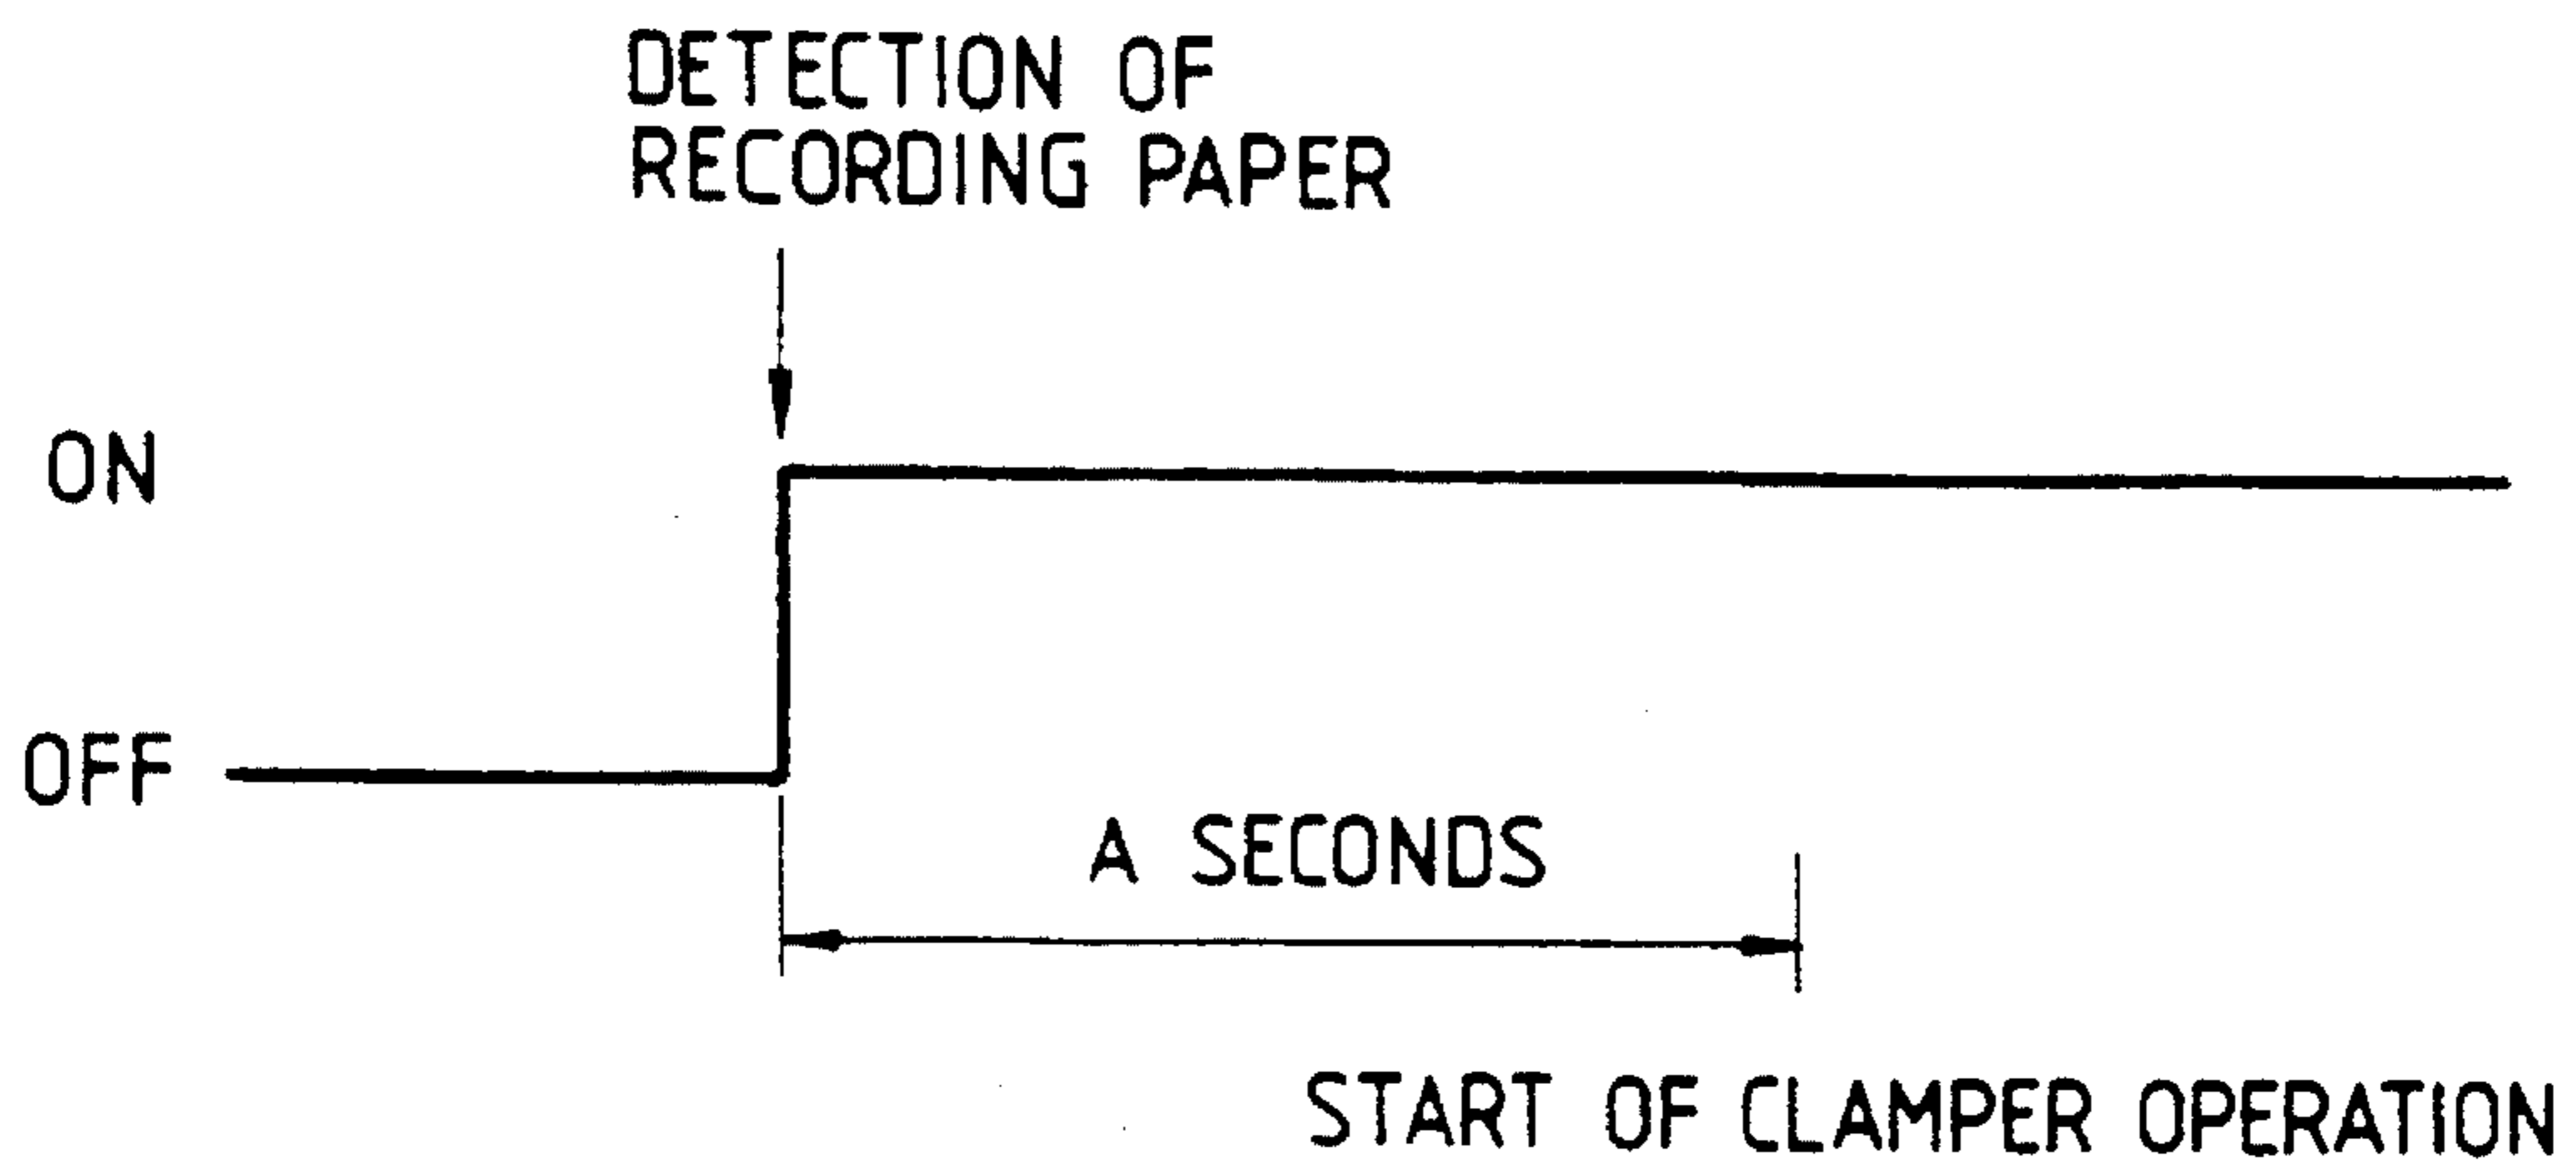 DETECTION OF
RECORDING PAPER
ON
OFF
A SECONDS
START OF CLAMPER OPERATION